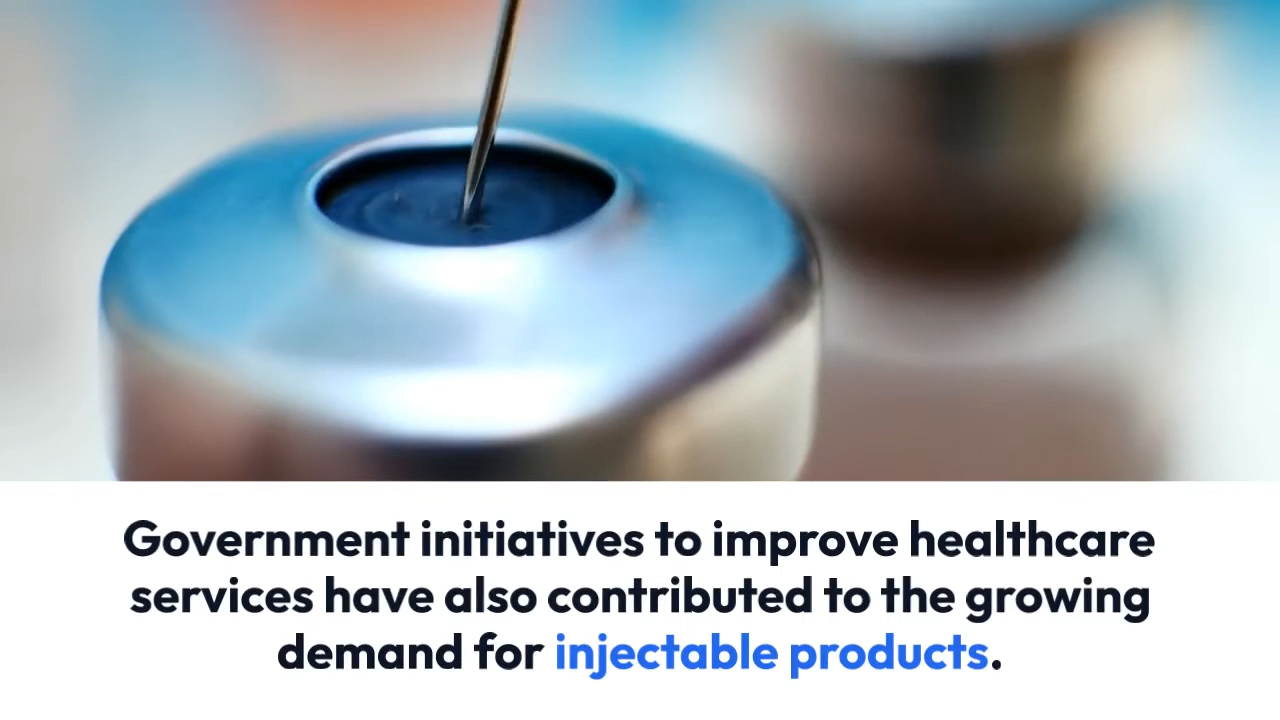 Government initiatives to improve healthcare
services have also contributed to the growing
demand for injectable products.